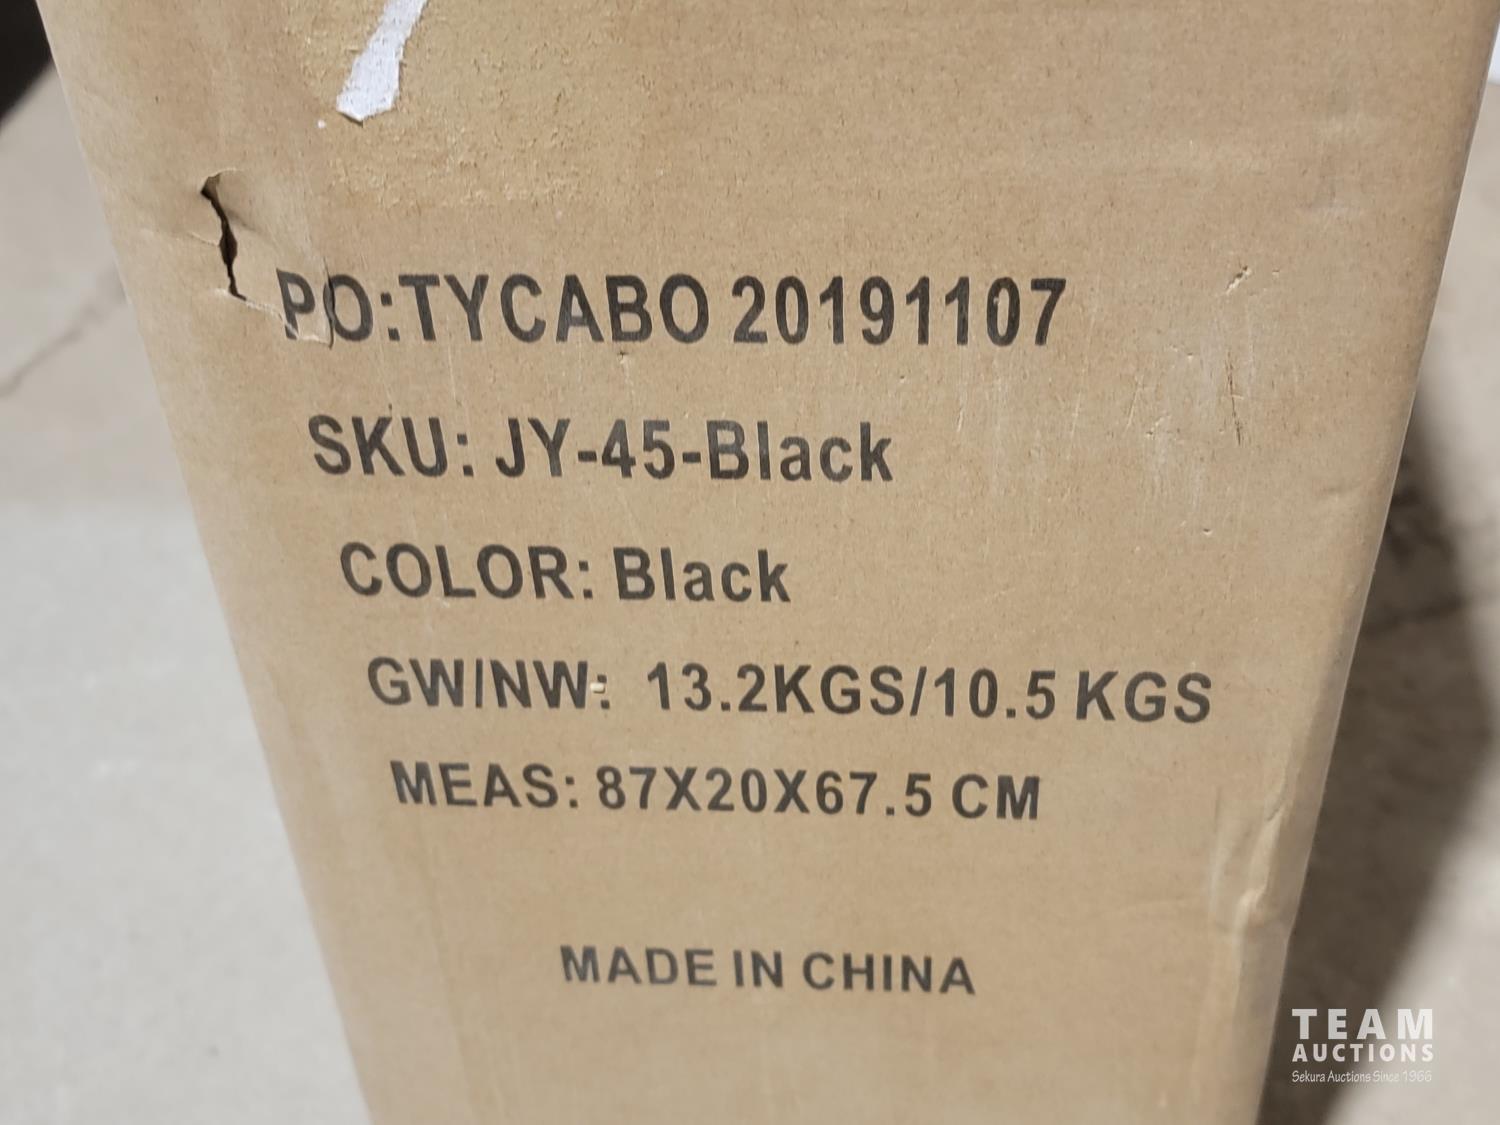 PO:TYCABO 20191107
SKU: JY-45-Black
COLOR: Black
GW/NW: 13.2KGS/10.5 KGS
MEAS: 87X20X67.5 CM
MADE IN CHINA
TEAM
AUCTIONS
Sekura Auctions Since 1966